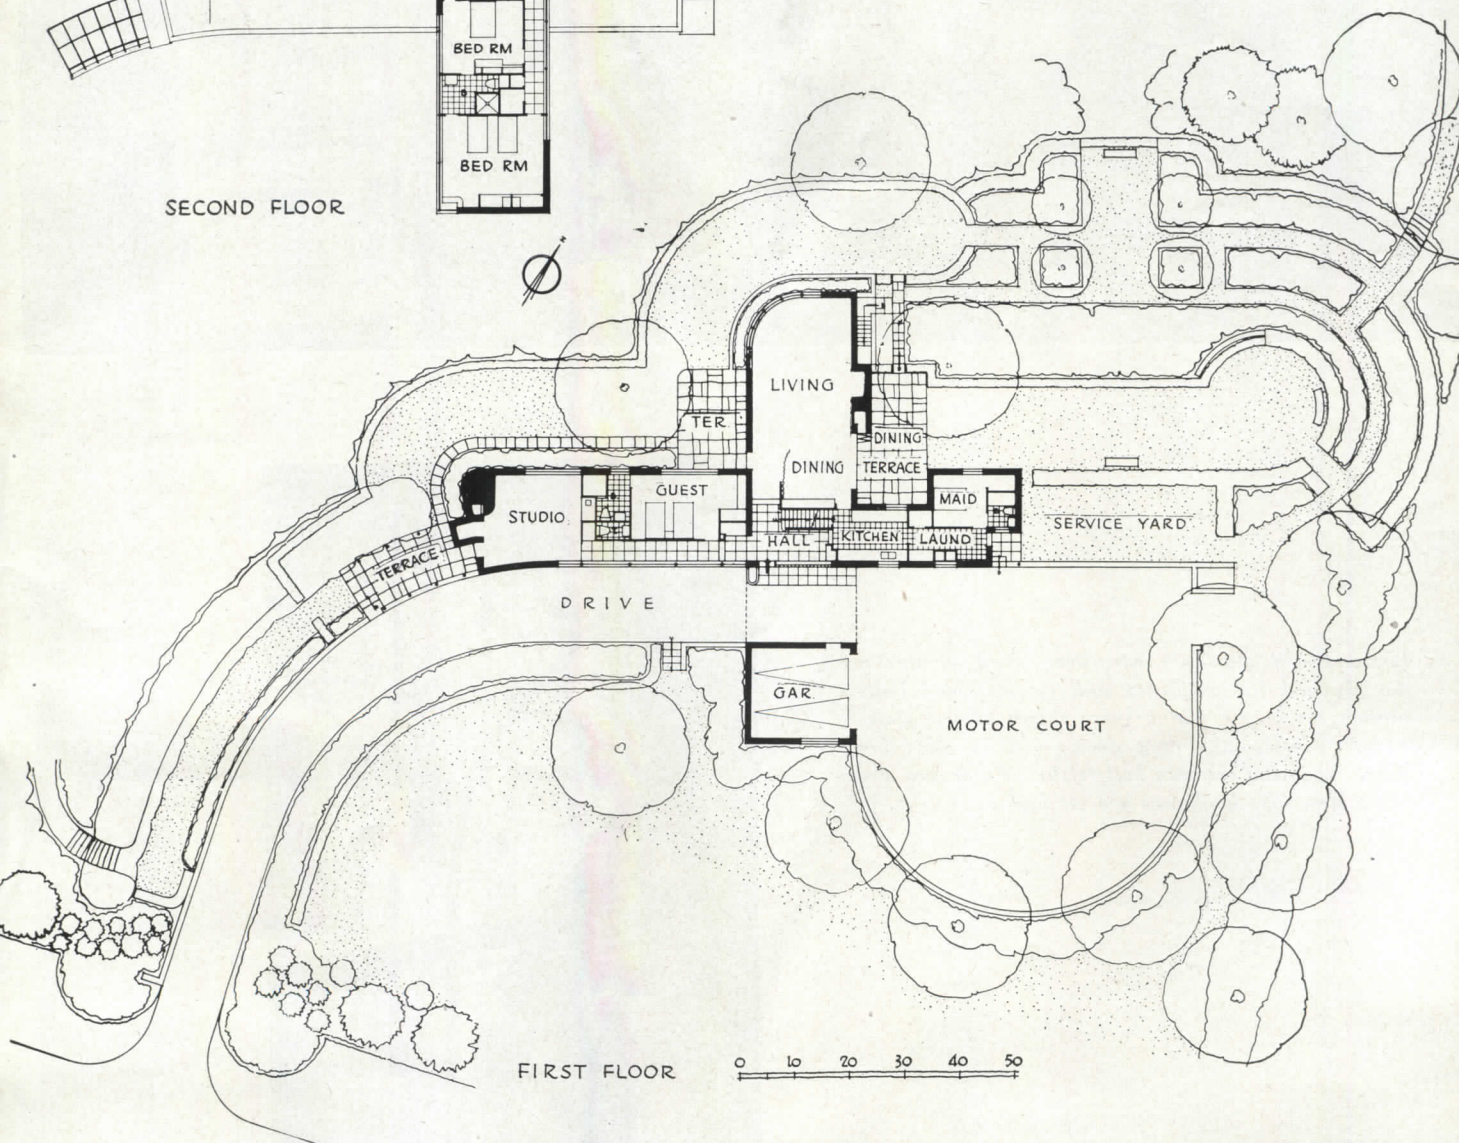 BED RM
BED RM
SECOND FLOOR
N
LIVING
TER
DINING
DINING
TERRACE
GUEST
MAID
STUDIO
SERVICE YARD
HALL
KITCHEN
LAUND
TERRACE
DRIVE
GAR
MOTOR COURT
FIRST FLOOR
0 10 20 30 40 50